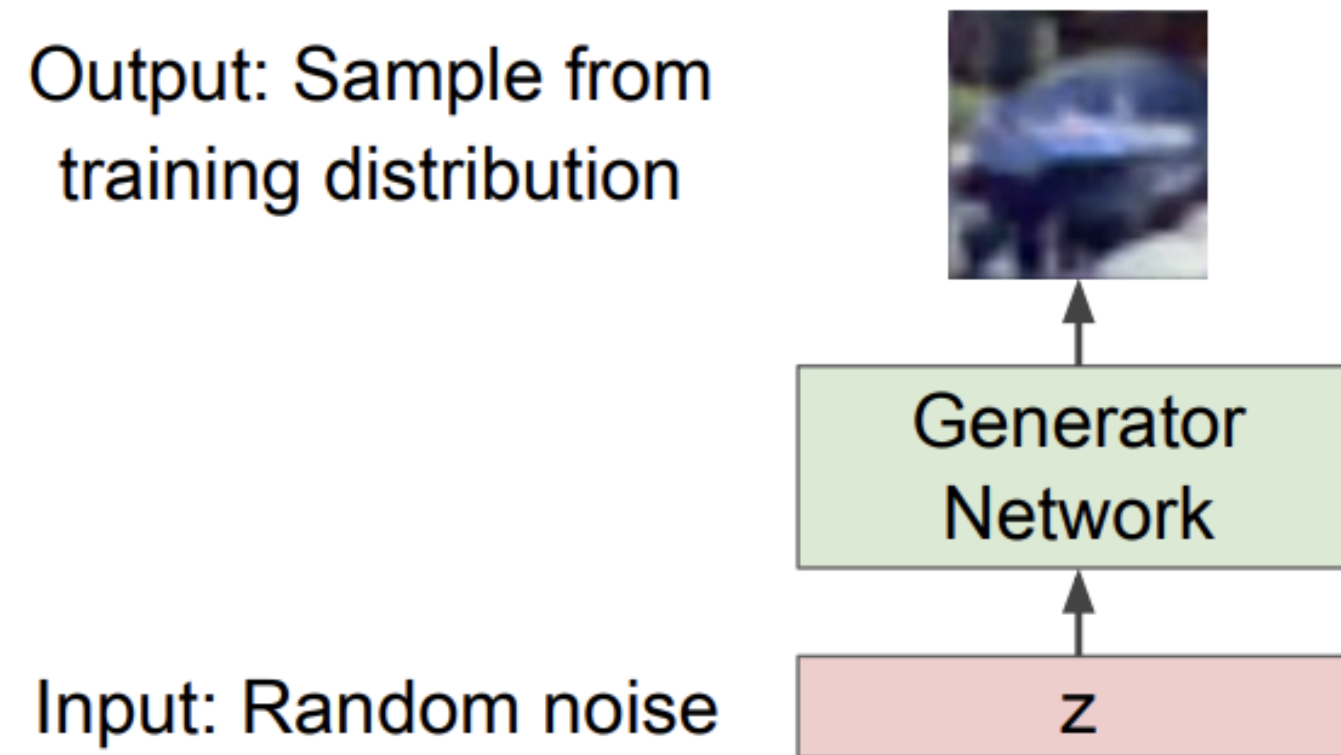 Output: Sample from
training distribution
Generator
Network
Input: Random noise
z